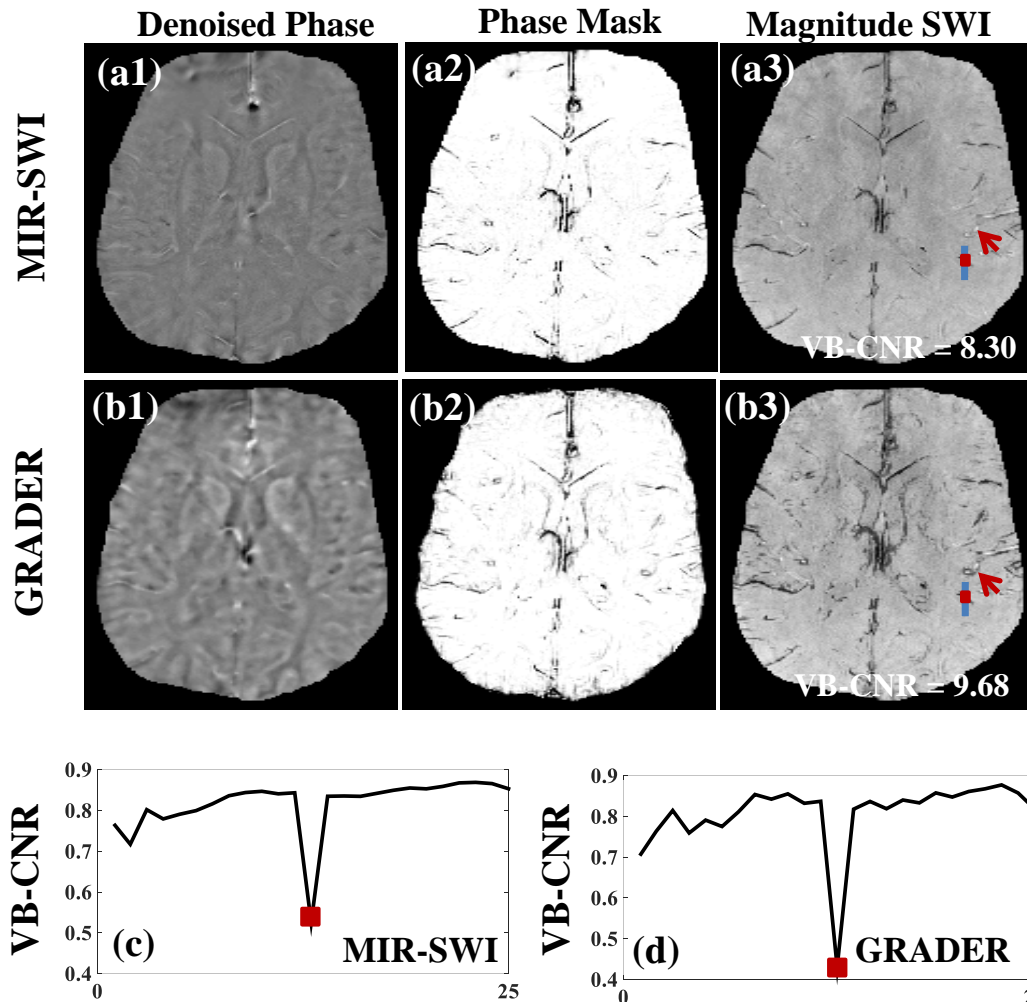 Denoised Phase Phase Mask Magnitude SWI
MIR-SWI
(a1) (a2) (a3)
VB-CNR = 8.30
GRADER
(b1) (b2) (b3)
VB-CNR = 9.68
VB-CNR
0.9
0.8
0.7
0.6
0.5
0.4
(c) MIR-SWI
0 25
VB-CNR
0.9
0.8
0.7
0.6
0.5
0.4
(d) GRADER
0